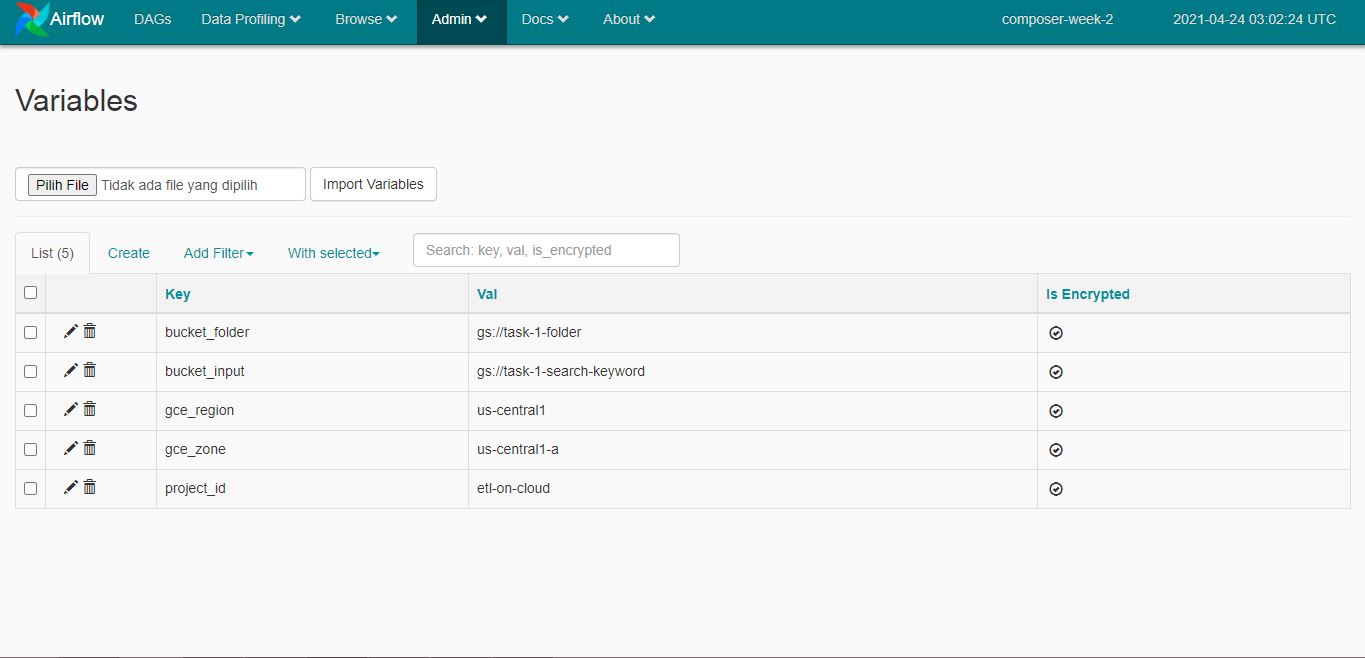 Airflow DAGs Data Profiling Browse Admin Docs About composer-week-2 2021-04-24 03:02:24 UTC
Variables
Pilih File Tidak ada file yang dipilih Import Variables
List (5) Create Add Filter With selected Search: key, val, is_encrypted
Key Val Is Encrypted
bucket_folder gs://task-1-folder
bucket_input gs://task-1-search-keyword
gce_region us-central1
gce_zone us-central1-a
project_id etl-on-cloud